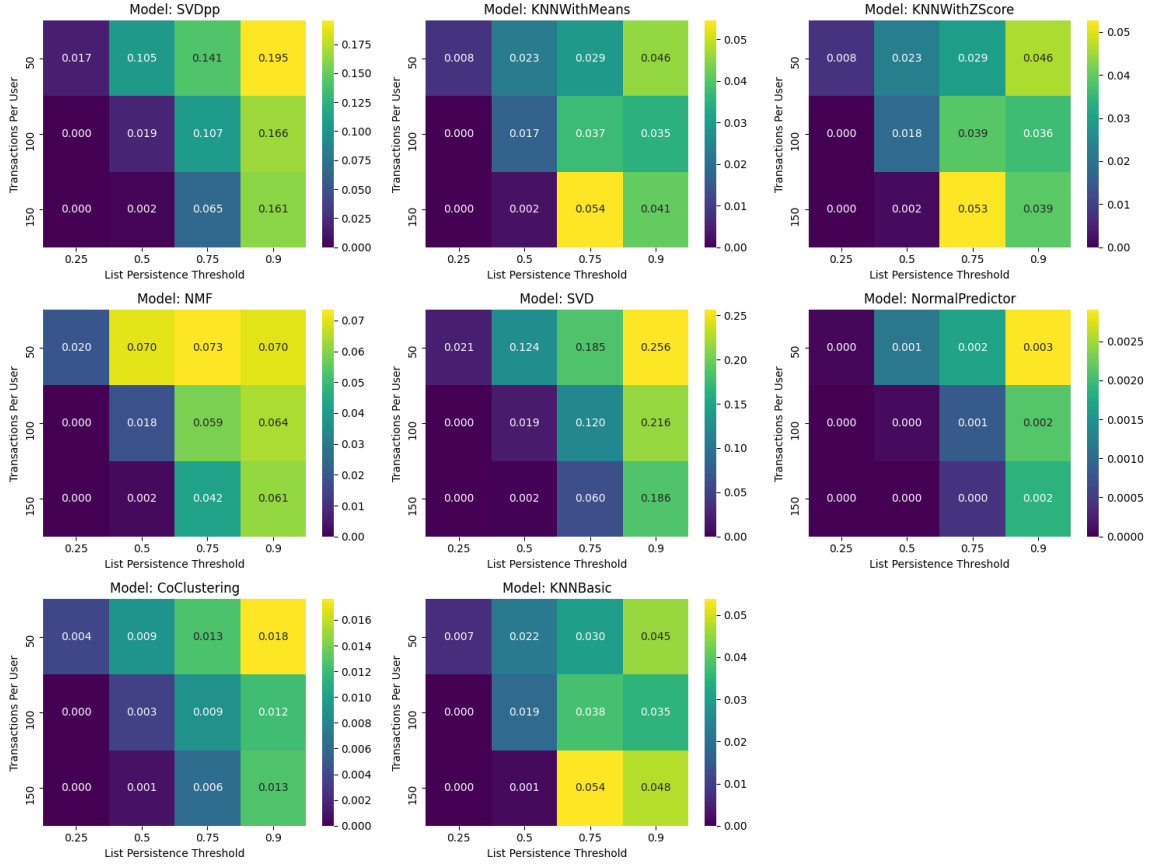 Model: SVDpp
Transactions Per User
50
100
150
0.017 0.105 0.141 0.195
0.000 0.019 0.107 0.166
0.000 0.002 0.065 0.161
0.25 0.5 0.75 0.9
List Persistence Threshold
0.175
0.150
0.125
0.100
0.075
0.050
0.025
0.000
Model: KNNWithMeans
Transactions Per User
50
100
150
0.008 0.023 0.029 0.046
0.000 0.017 0.037 0.035
0.000 0.002 0.054 0.041
0.25 0.5 0.75 0.9
List Persistence Threshold
0.05
0.04
0.03
0.02
0.01
0.00
Model: KNNWithZScore
Transactions Per User
50
100
150
0.008 0.023 0.029 0.046
0.000 0.018 0.039 0.036
0.000 0.002 0.053 0.039
0.25 0.5 0.75 0.9
List Persistence Threshold
0.05
0.04
0.03
0.02
0.01
0.00
Model: NMF
Transactions Per User
50
100
150
0.020 0.070 0.073 0.070
0.000 0.018 0.059 0.064
0.000 0.002 0.042 0.061
0.25 0.5 0.75 0.9
List Persistence Threshold
0.07
0.06
0.05
0.04
0.03
0.02
0.01
0.00
Model: SVD
Transactions Per User
50
100
150
0.021 0.124 0.185 0.256
0.000 0.019 0.120 0.216
0.000 0.002 0.060 0.186
0.25 0.5 0.75 0.9
List Persistence Threshold
0.25
0.20
0.15
0.10
0.05
0.00
Model: NormalPredictor
Transactions Per User
50
100
150
0.000 0.001 0.002 0.003
0.000 0.000 0.001 0.002
0.000 0.000 0.000 0.002
0.25 0.5 0.75 0.9
List Persistence Threshold
0.0025
0.0020
0.0015
0.0010
0.0005
0.0000
Model: CoClustering
Transactions Per User
50
100
150
0.004 0.009 0.013 0.018
0.000 0.003 0.009 0.012
0.000 0.001 0.006 0.013
0.25 0.5 0.75 0.9
List Persistence Threshold
0.016
0.014
0.012
0.010
0.008
0.006
0.004
0.002
0.000
Model: KNNBasic
Transactions Per User
50
100
150
0.007 0.022 0.030 0.045
0.000 0.019 0.038 0.035
0.000 0.001 0.054 0.048
0.25 0.5 0.75 0.9
List Persistence Threshold
0.05
0.04
0.03
0.02
0.01
0.00